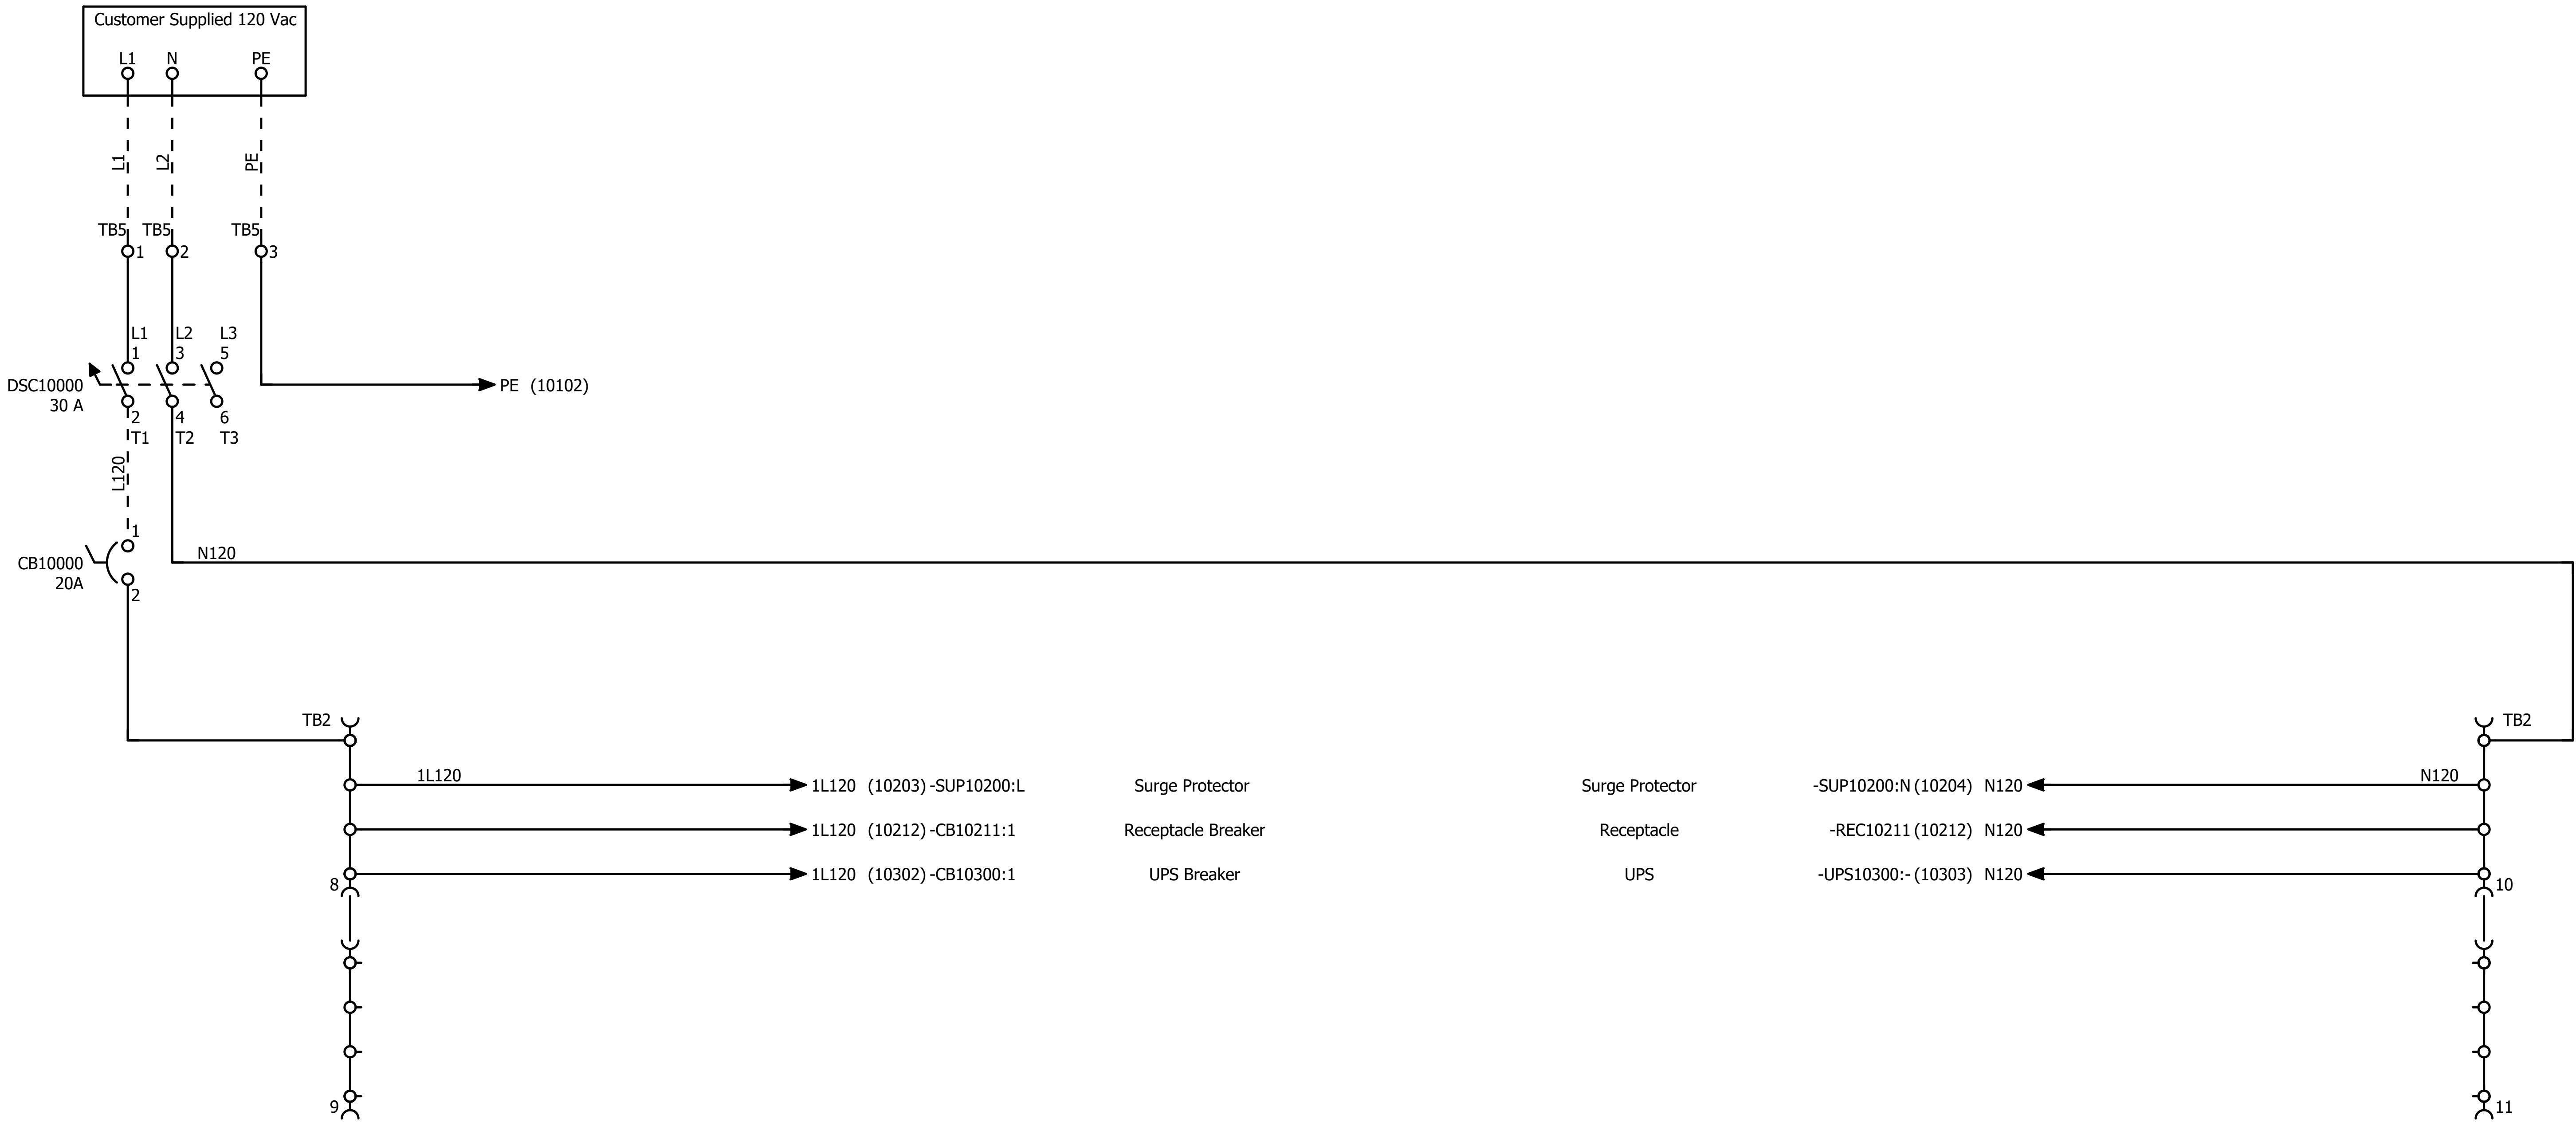 Customer Supplied 120 Vac
L1 N PE
L1 L2 PE
TB5 TB5 TB5
1 2 3
L1 L2 L3
1 3 5
DSC10000
30 A
PE (10102)
2 4 6
T1 T2 T3
L120
1
N120
CB10000
20A
2
TB2 TB2
1L120 N120
1L120 (10203) -SUP10200:L Surge Protector Surge Protector -SUP10200:N (10204) N120
1L120 (10212) -CB10211:1 Receptacle Breaker Receptacle -REC10211 (10212) N120
1L120 (10302) -CB10300:1 UPS Breaker UPS -UPS10300:- (10303) N120
8 10
9 11